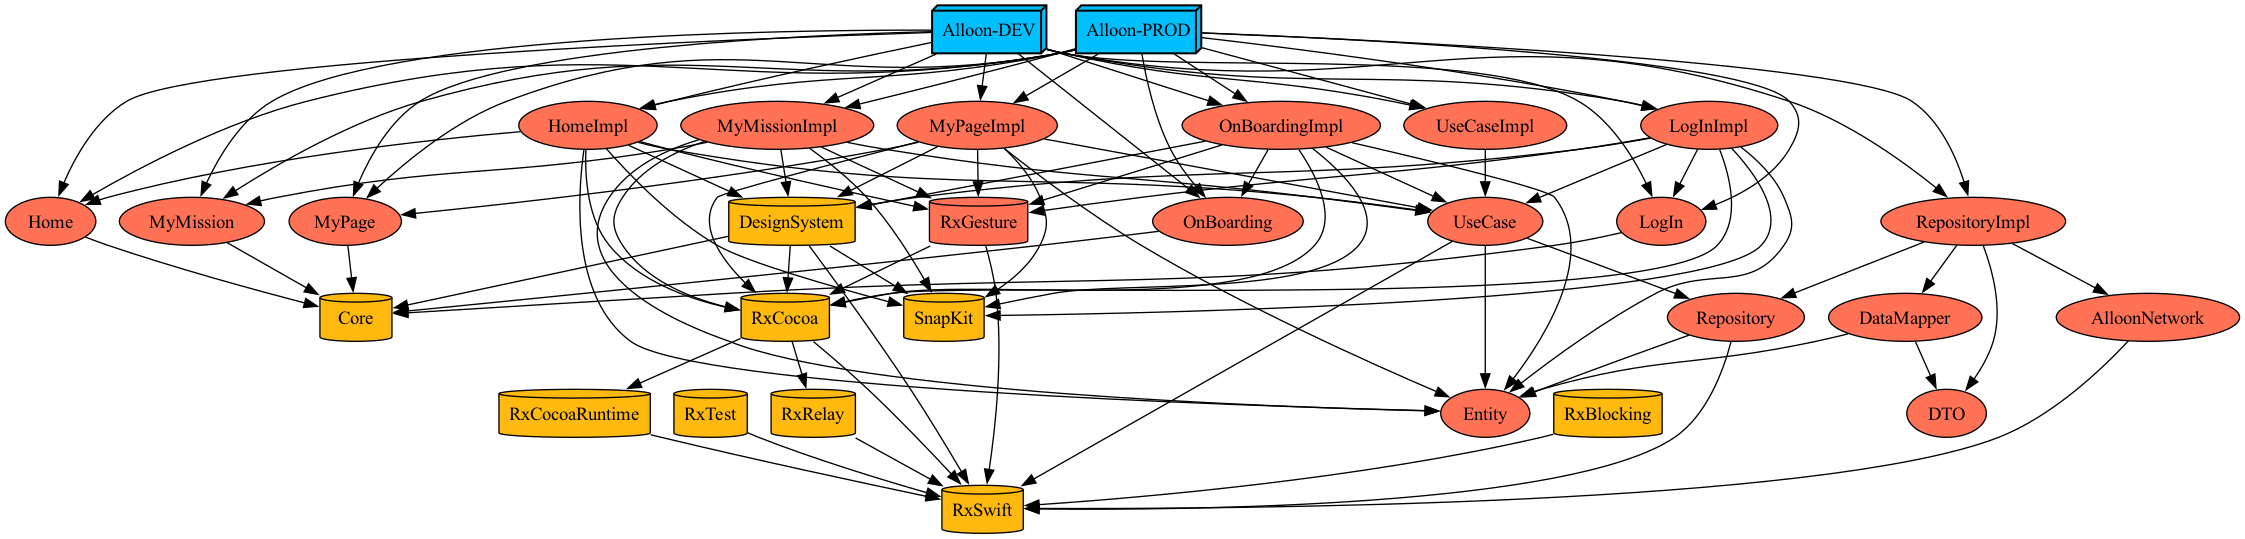 Alloon-DEV
Alloon-PROD
HomeImpl
MyMissionImpl
MyPageImpl
OnBoardingImpl
UseCaseImpl
LogInImpl
Home
MyMission
MyPage
DesignSystem
RxGesture
OnBoarding
UseCase
LogIn
RepositoryImpl
Core
RxCocoa
SnapKit
Repository
DataMapper
AlloonNetwork
RxCocoaRuntime
RxTest
RxRelay
Entity
RxBlocking
DTO
RxSwift